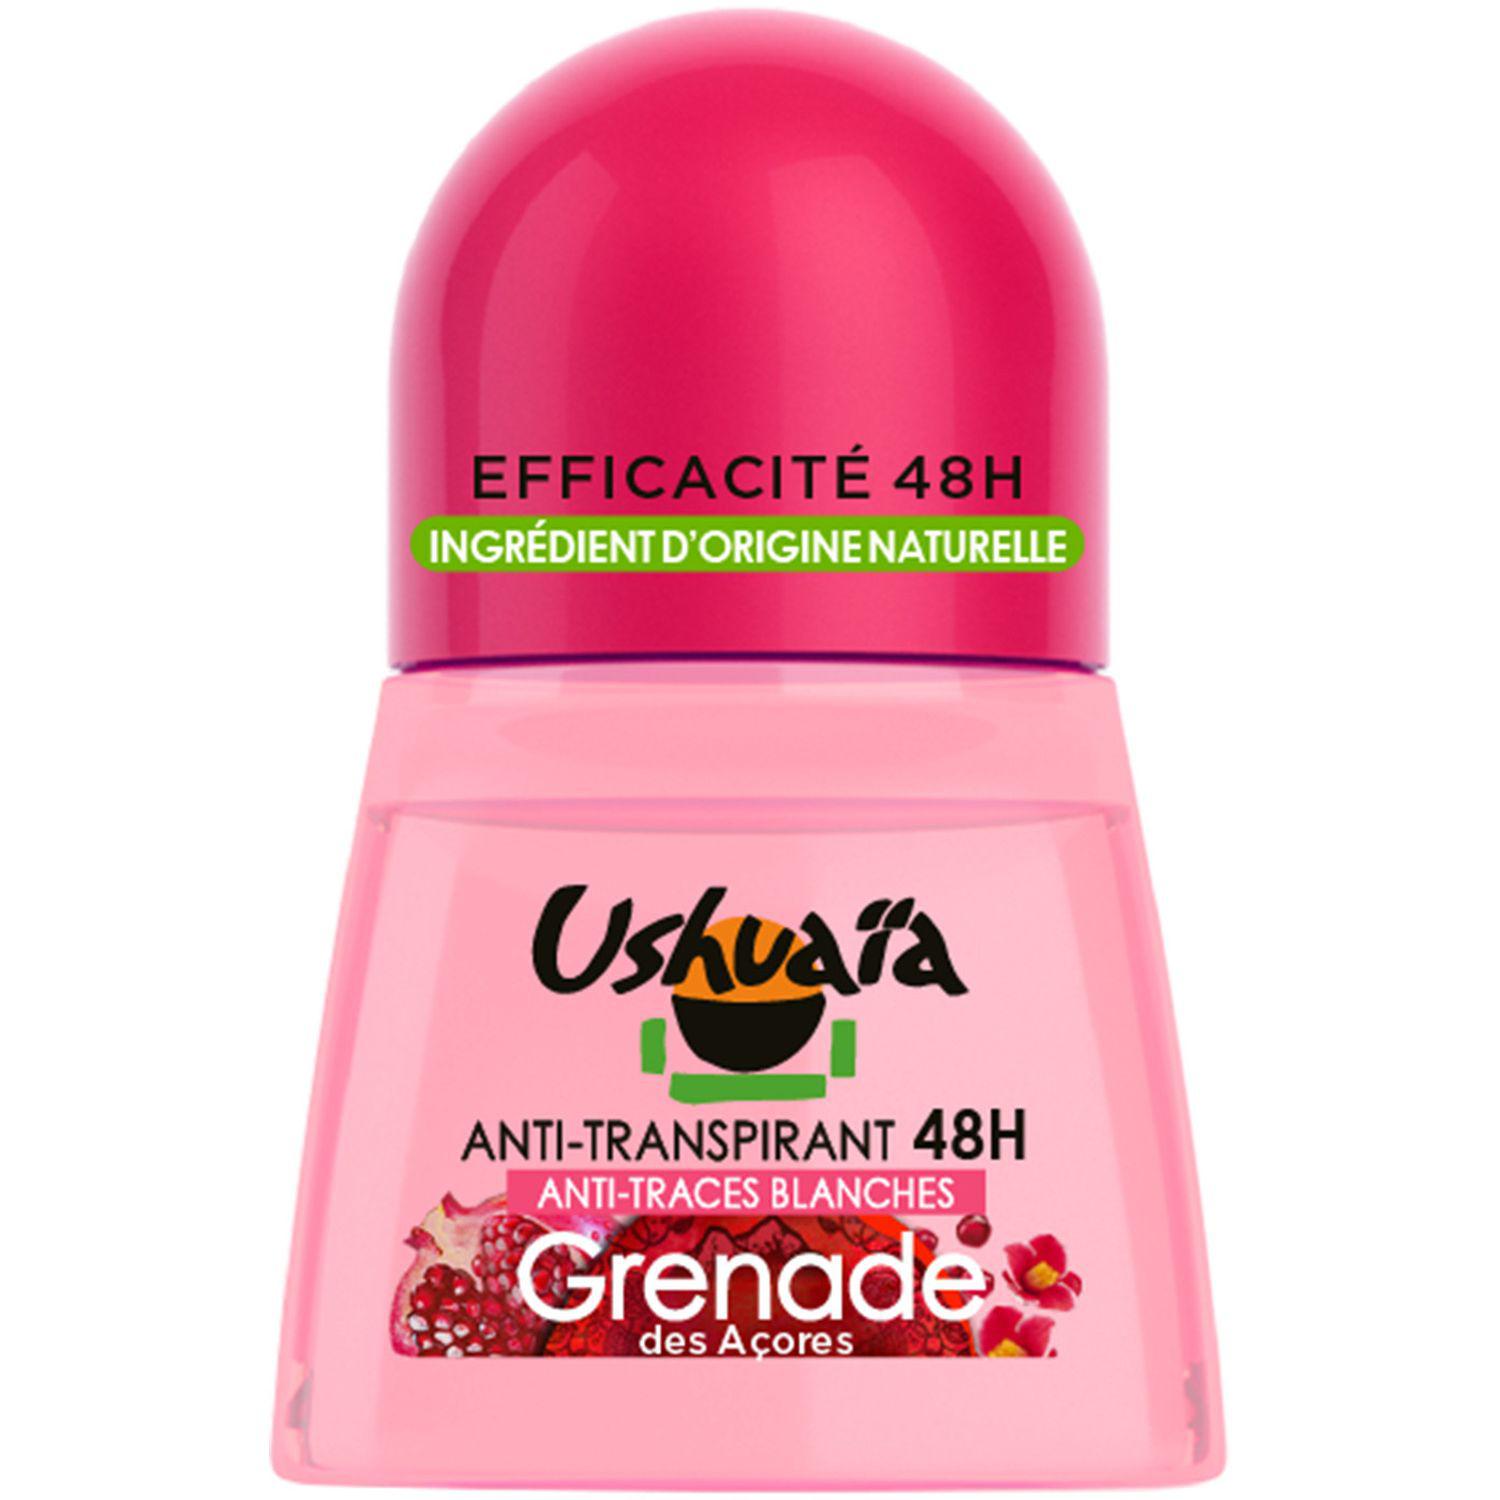 EFFICACITÉ 48H
INGRÉDIENT D'ORIGINE NATURELLE
Ushuaïa
ANTI-TRANSPIRANT 48H
ANTI-TRACES BLANCHES
Grenade
des Açores